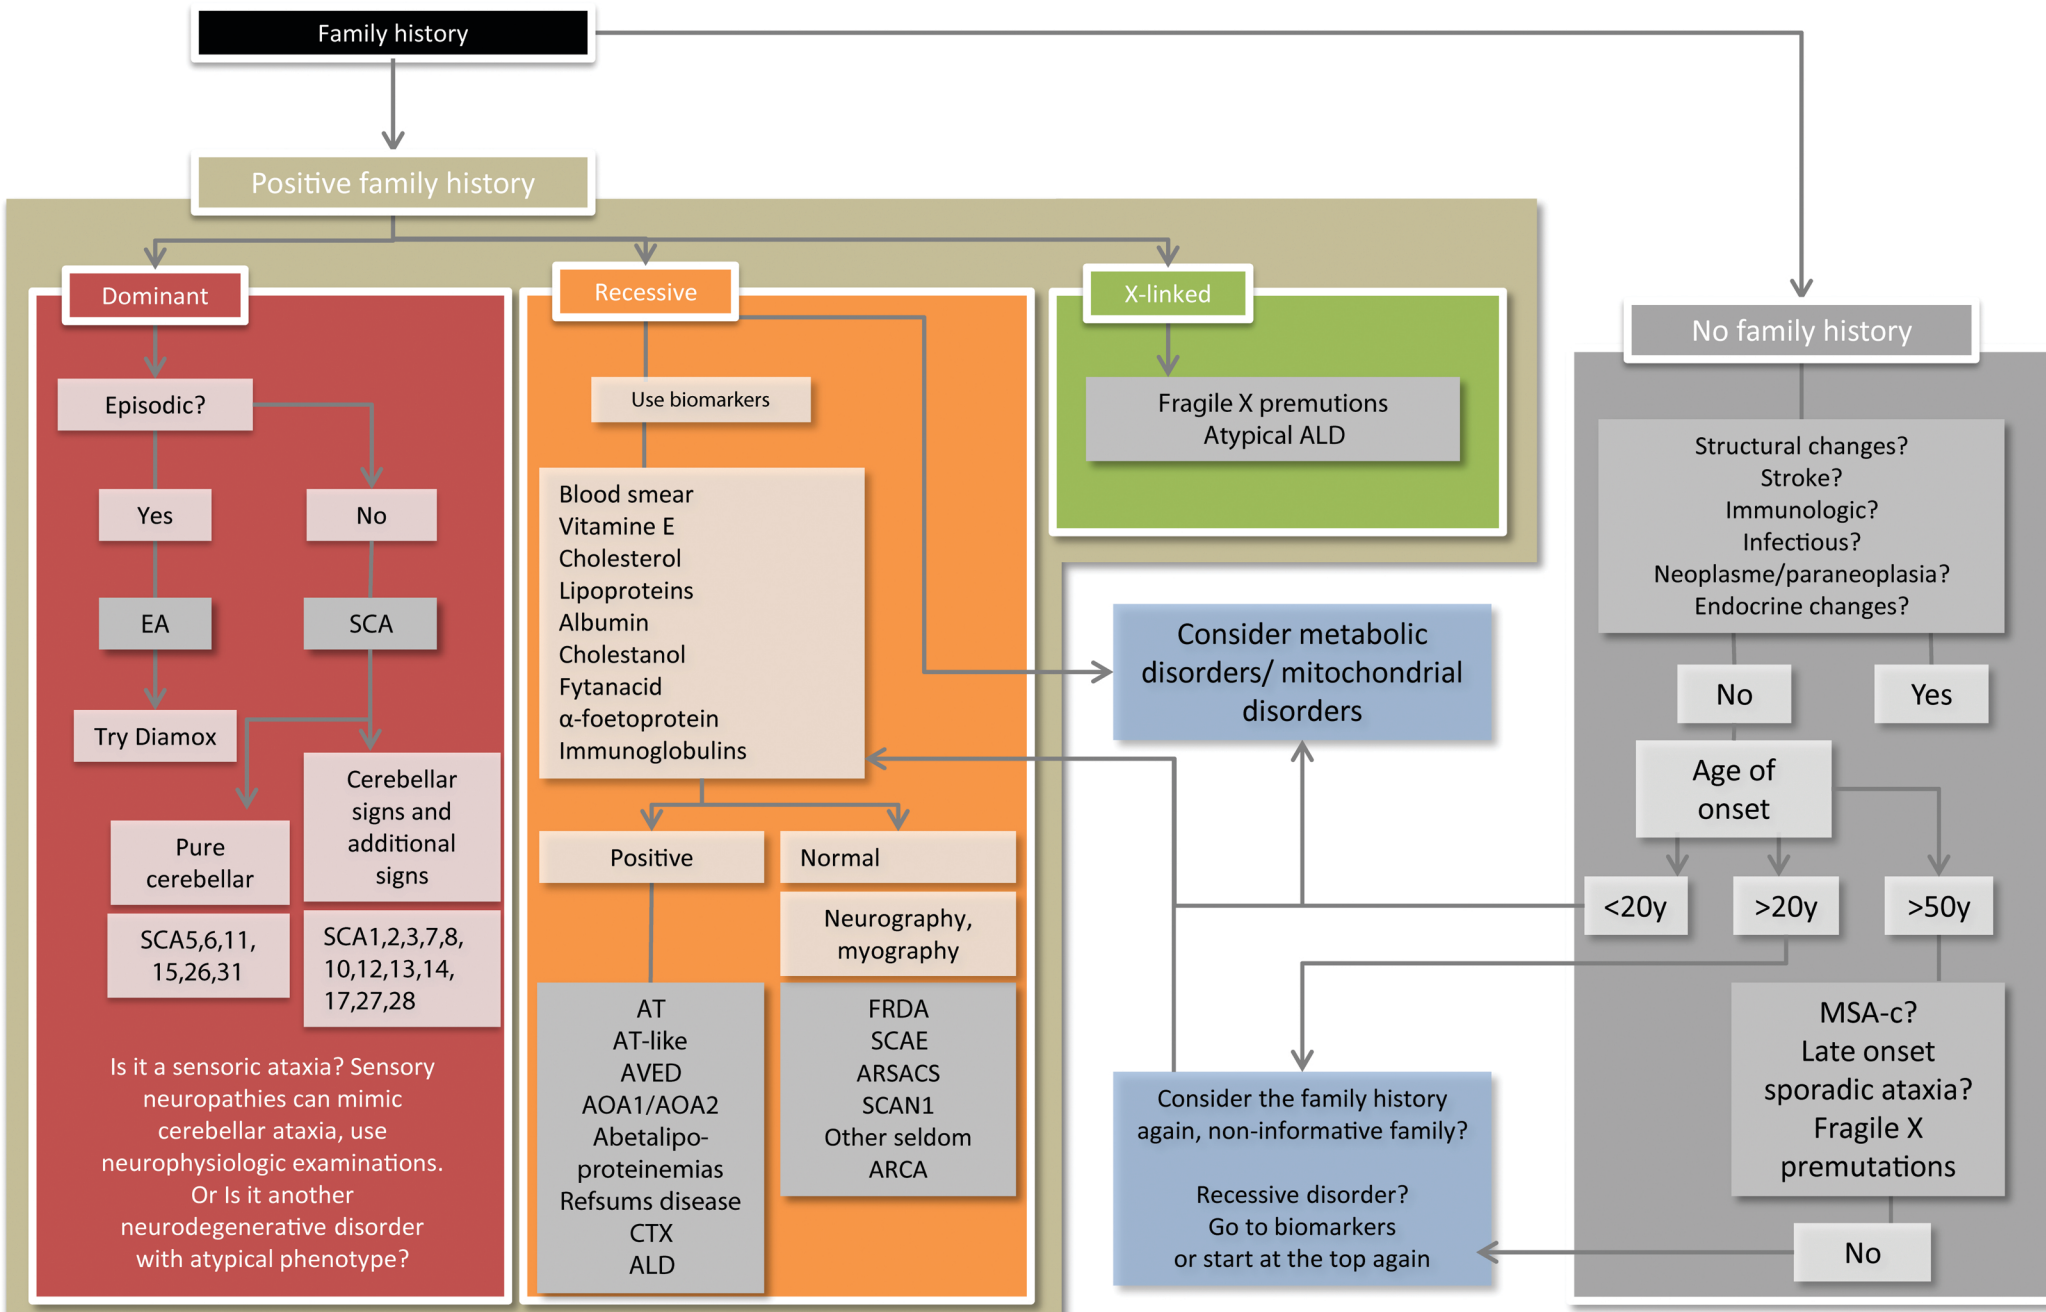 Family history
Positive family history
Dominant
Episodic?
Yes
No
EA
SCA
Try Diamox
Pure
cerebellar
Cerebellar
signs and
additional
signs
SCA5,6,11,
15,26,31
SCA1,2,3,7,8,
10,12,13,14,
17,27,28
Is it a sensoric ataxia? Sensory
neuropathies can mimic
cerebellar ataxia, use
neurophysiologic examinations.
Or Is it another
neurodegenerative disorder
with atypical phenotype?
Recessive
Use biomarkers
Blood smear
Vitamine E
Cholesterol
Lipoproteins
Albumin
Cholestanol
Fytanacid
α-foetoprotein
Immunoglobulins
Positive
Normal
Neurography,
myography
AT
AT-like
AVED
AOA1/AOA2
Abetalipo-
proteinemias
Refsums disease
CTX
ALD
FRDA
SCAE
ARSACS
SCAN1
Other seldom
ARCA
X-linked
Fragile X premutions
Atypical ALD
Consider metabolic
disorders/ mitochondrial
disorders
Consider the family history
again, non-informative family?
Recessive disorder?
Go to biomarkers
or start at the top again
No family history
Structural changes?
Stroke?
Immunologic?
Infectious?
Neoplasme/paraneoplasia?
Endocrine changes?
No
Yes
Age of
onset
<20y
>20y
>50y
MSA-c?
Late onset
sporadic ataxia?
Fragile X
premutations
No